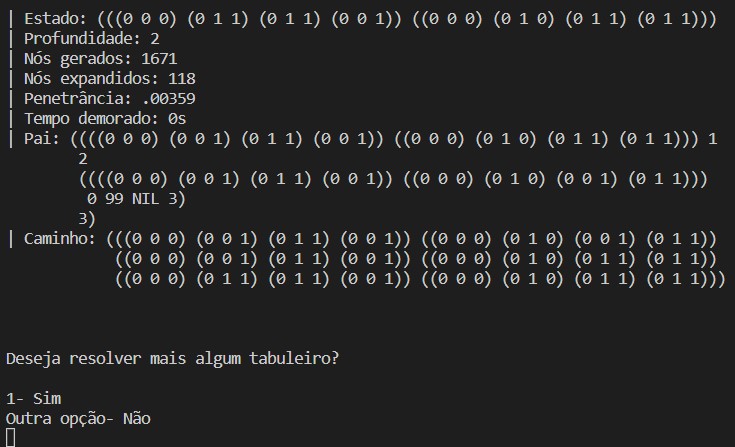 | Estado: (((0 0 0) (0 1 1) (0 1 1) (0 0 1)) ((0 0 0) (0 1 0) (0 1 1) (0 1 1)))
| Profundidade: 2
| Nós gerados: 1671
| Nós expandidos: 118
| Penetrância: .00359
| Tempo demorado: 0s
| Pai: ((((0 0 0) (0 0 1) (0 1 1) (0 0 1)) ((0 0 0) (0 1 0) (0 1 1) (0 1 1))) 1
2
((((0 0 0) (0 0 1) (0 1 1) (0 0 1)) ((0 0 0) (0 1 0) (0 0 1) (0 1 1)))
0 99 NIL 3)
3)
| Caminho: (((0 0 0) (0 0 1) (0 1 1) (0 0 1)) ((0 0 0) (0 1 0) (0 0 1) (0 1 1))
((0 0 0) (0 0 1) (0 1 1) (0 0 1)) ((0 0 0) (0 1 0) (0 1 1) (0 1 1))
((0 0 0) (0 1 1) (0 1 1) (0 0 1)) ((0 0 0) (0 1 0) (0 1 1) (0 1 1)))
Deseja resolver mais algum tabuleiro?
1- Sim
Outra opção- Não